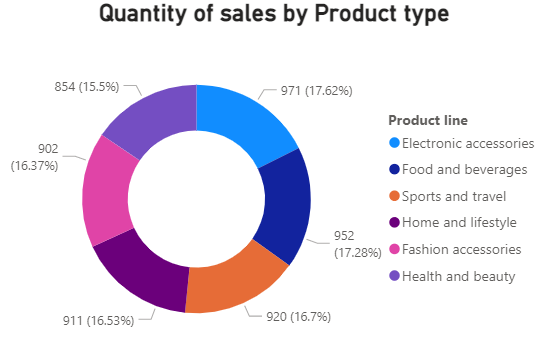 Quantity of sales by Product type
854 (15.5%)
971 (17.62%)
902
(16.37%)
952
(17.28%)
911 (16.53%)
920 (16.7%)
Product line
Electronic accessories
Food and beverages
Sports and travel
Home and lifestyle
Fashion accessories
Health and beauty